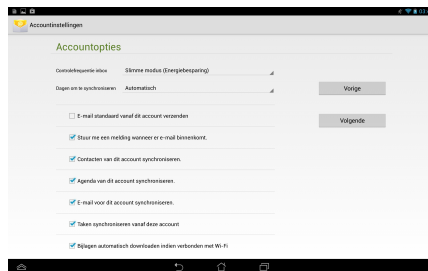 03:
Accountinstellingen
Accountopties
Controlefrequentie inbox Slimme modus (Energiebesparing)
Dagen om te synchroniseren Automatisch
Vorige
E-mail standaard vanaf dit account verzenden
Volgende
Stuur me een melding wanneer er e-mail binnenkomt.
Contacten van dit account synchroniseren.
Agenda van dit account synchroniseren.
E-mail voor dit account synchroniseren.
Taken synchroniseren vanaf deze account
Bijlagen automatisch downloaden indien verbonden met Wi-Fi